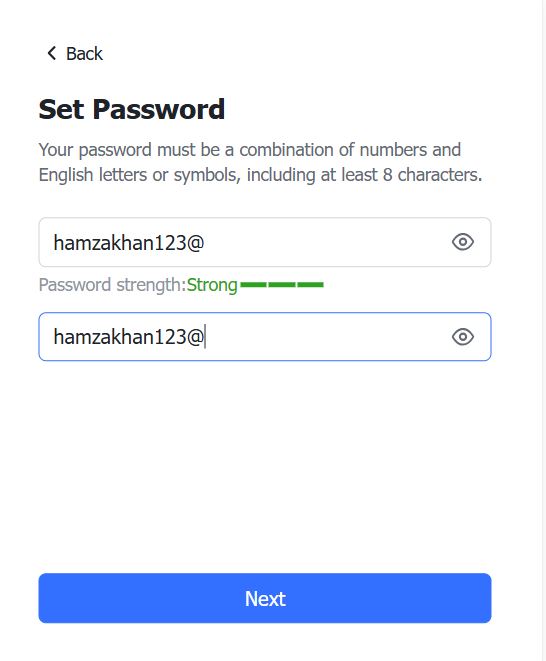 Back
Set Password
Your password must be a combination of numbers and
English letters or symbols, including at least 8 characters.
hamzakhan123@
Password strength:Strong
hamzakhan123@
Next